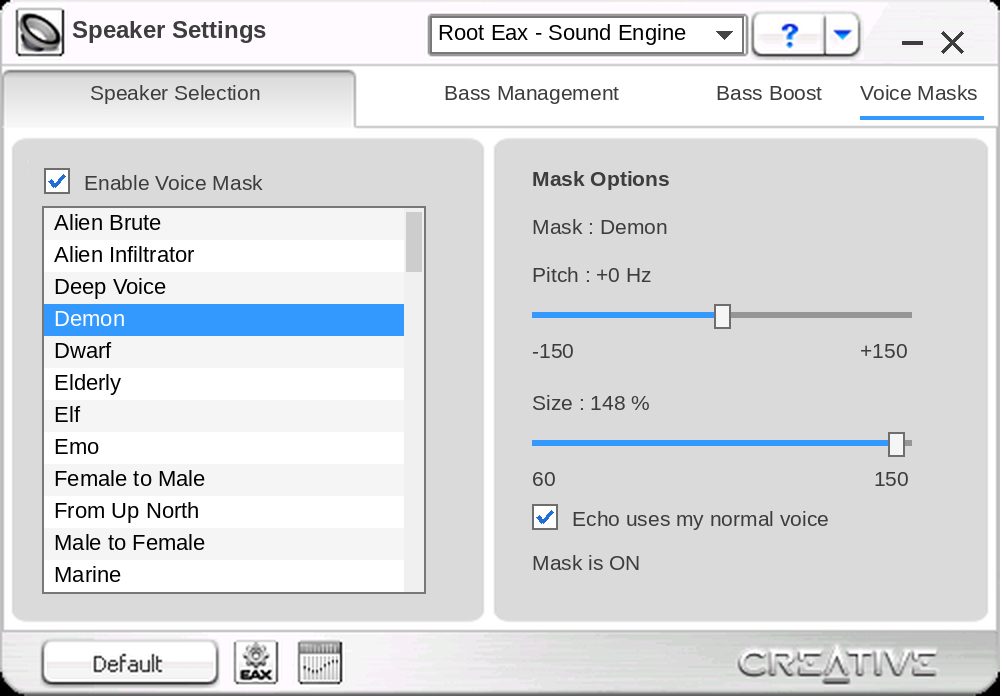 Speaker Settings
Root Eax - Sound Engine
?
Speaker Selection
Bass Management
Bass Boost
Voice Masks
Enable Voice Mask
Alien Brute
Alien Infiltrator
Deep Voice
Demon
Dwarf
Elderly
Elf
Emo
Female to Male
From Up North
Male to Female
Marine
Mask Options
Mask : Demon
Pitch : +0 Hz
-150
+150
Size : 148 %
60
150
Echo uses my normal voice
Mask is ON
Default
EAX
CREATIVE